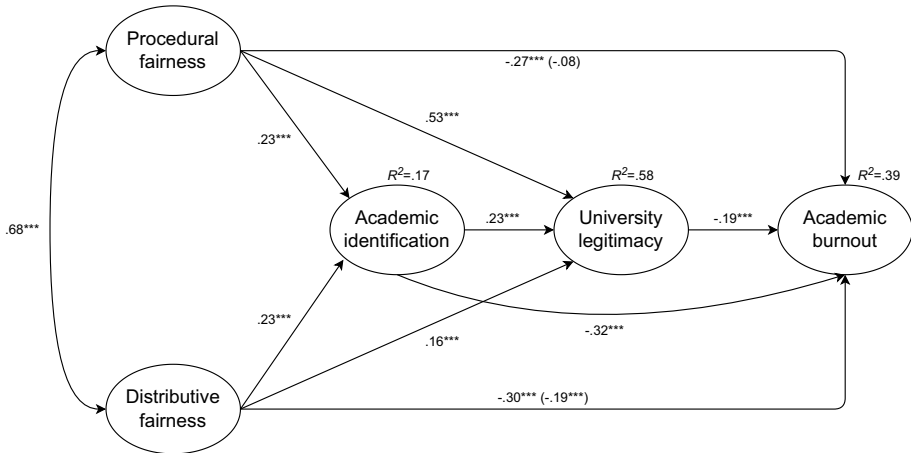 Procedural
fairness
-.27*** (-.08)
.53***
.23***
R²=.17
R²=.58
R²=.39
.68***
Academic
identification
.23***
University
legitimacy
-.19***
Academic
burnout
.23***
.16***
-.32***
Distributive
fairness
-.30*** (-.19***)